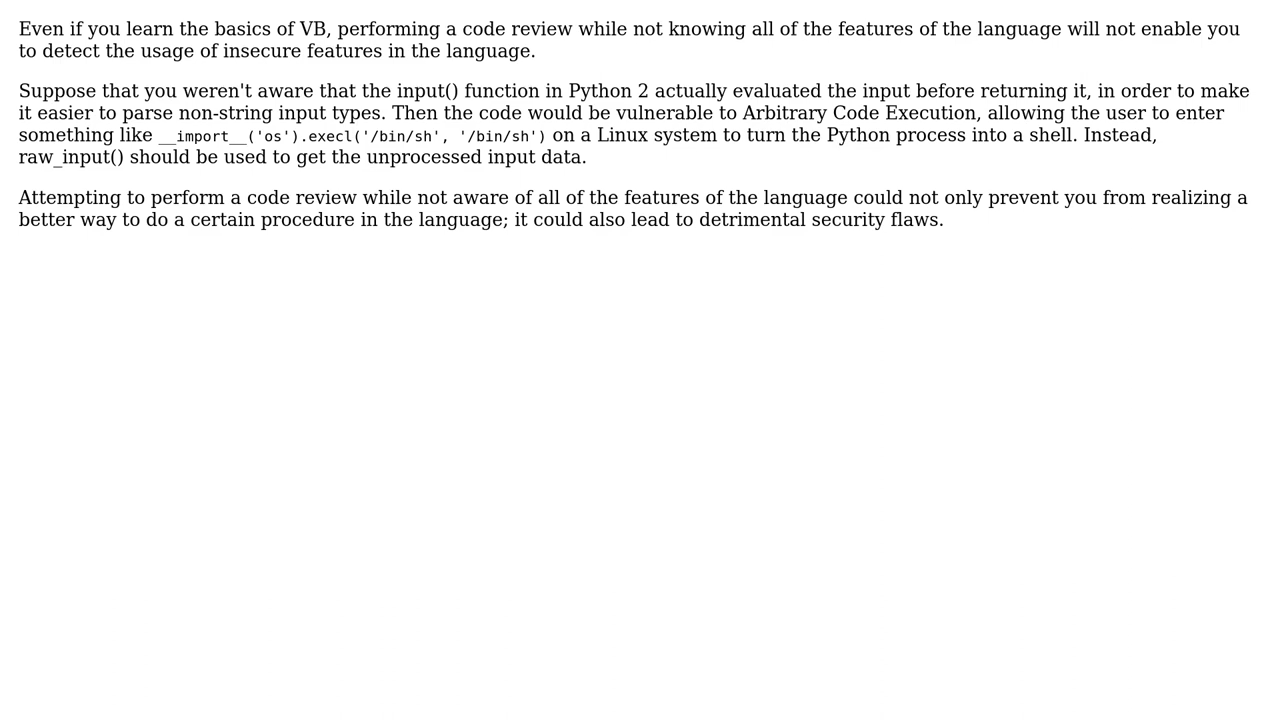 Even if you learn the basics of VB, performing a code review while not knowing all of the features of the language will not enable you
to detect the usage of insecure features in the language.
Suppose that you weren't aware that the input() function in Python 2 actually evaluated the input before returning it, in order to make
it easier to parse non-string input types. Then the code would be vulnerable to Arbitrary Code Execution, allowing the user to enter
something like __import__('os').execl('/bin/sh', '/bin/sh') on a Linux system to turn the Python process into a shell. Instead,
raw_input() should be used to get the unprocessed input data.
Attempting to perform a code review while not aware of all of the features of the language could not only prevent you from realizing a
better way to do a certain procedure in the language; it could also lead to detrimental security flaws.